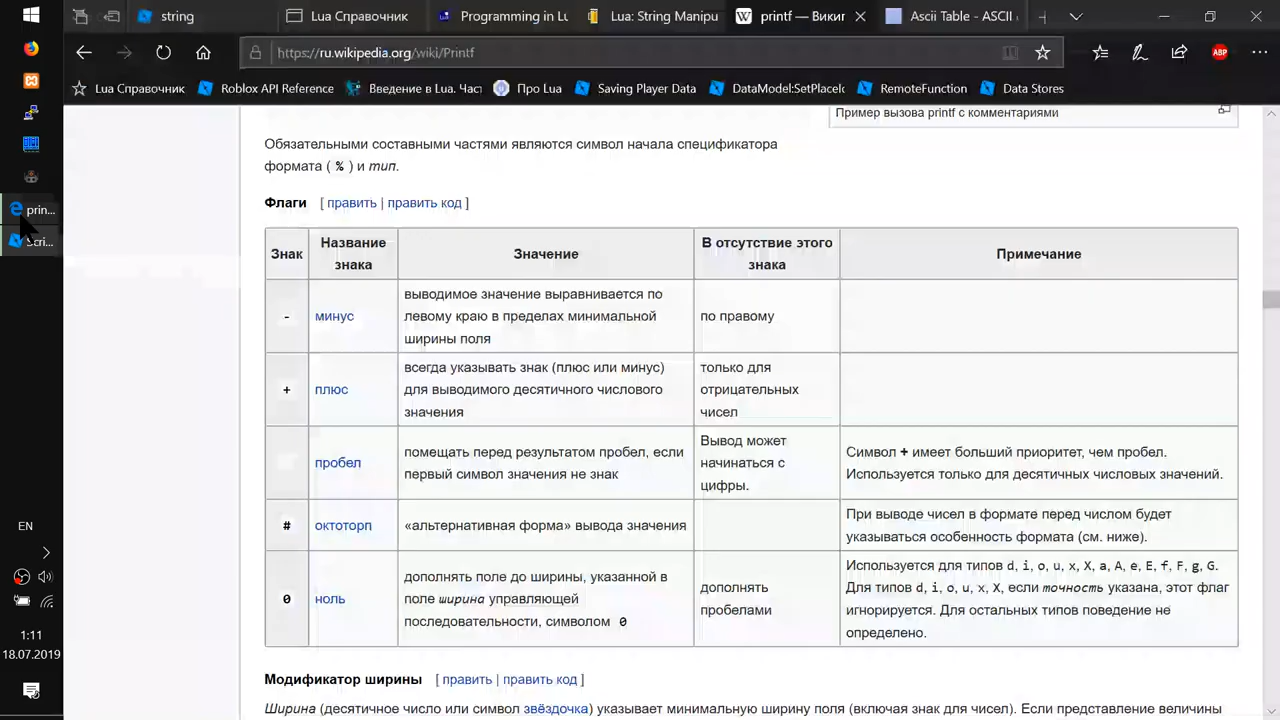 string
Lua Справочник
Programming in Lu
Lua: String Manipu
printf — Вики
Ascii Table - ASCII
https://ru.wikipedia.org/wiki/Printf
ABP
Lua Справочник
Roblox API Reference
Введение в Lua. Част
Про Lua
Saving Player Data
DataModel:SetPlaceId
RemoteFunction
Data Stores
prin...
Scri...
EN
1:11
18.07.2019
Пример вызова printf с комментариями
Обязательными составными частями являются символ начала спецификатора
формата ( % ) и тип.
Флаги [ править | править код ]
Знак
Название
знака
Значение
В отсутствие этого
знака
Примечание
-
минус
выводимое значение выравнивается по
левому краю в пределах минимальной
ширины поля
по правому
+
плюс
всегда указывать знак (плюс или минус)
для выводимого десятичного числового
значения
только для
отрицательных
чисел
пробел
помещать перед результатом пробел, если
первый символ значения не знак
Вывод может
начинаться с
цифры.
Символ + имеет больший приоритет, чем пробел.
Используется только для десятичных числовых значений.
#
октоторп
«альтернативная форма» вывода значения
При выводе чисел в формате перед числом будет
указываться особенность формата (см. ниже).
0
ноль
дополнять поле до ширины, указанной в
поле ширина управляющей
последовательности, символом 0
дополнять
пробелами
Используется для типов d, i, o, u, x, X, a, A, e, E, f, F, g, G.
Для типов d, i, o, u, x, X, если точность указана, этот флаг
игнорируется. Для остальных типов поведение не
определено.
Модификатор ширины [ править | править код ]
Ширина (десятичное число или символ звёздочка) указывает минимальную ширину поля (включая знак для чисел). Если представление величины